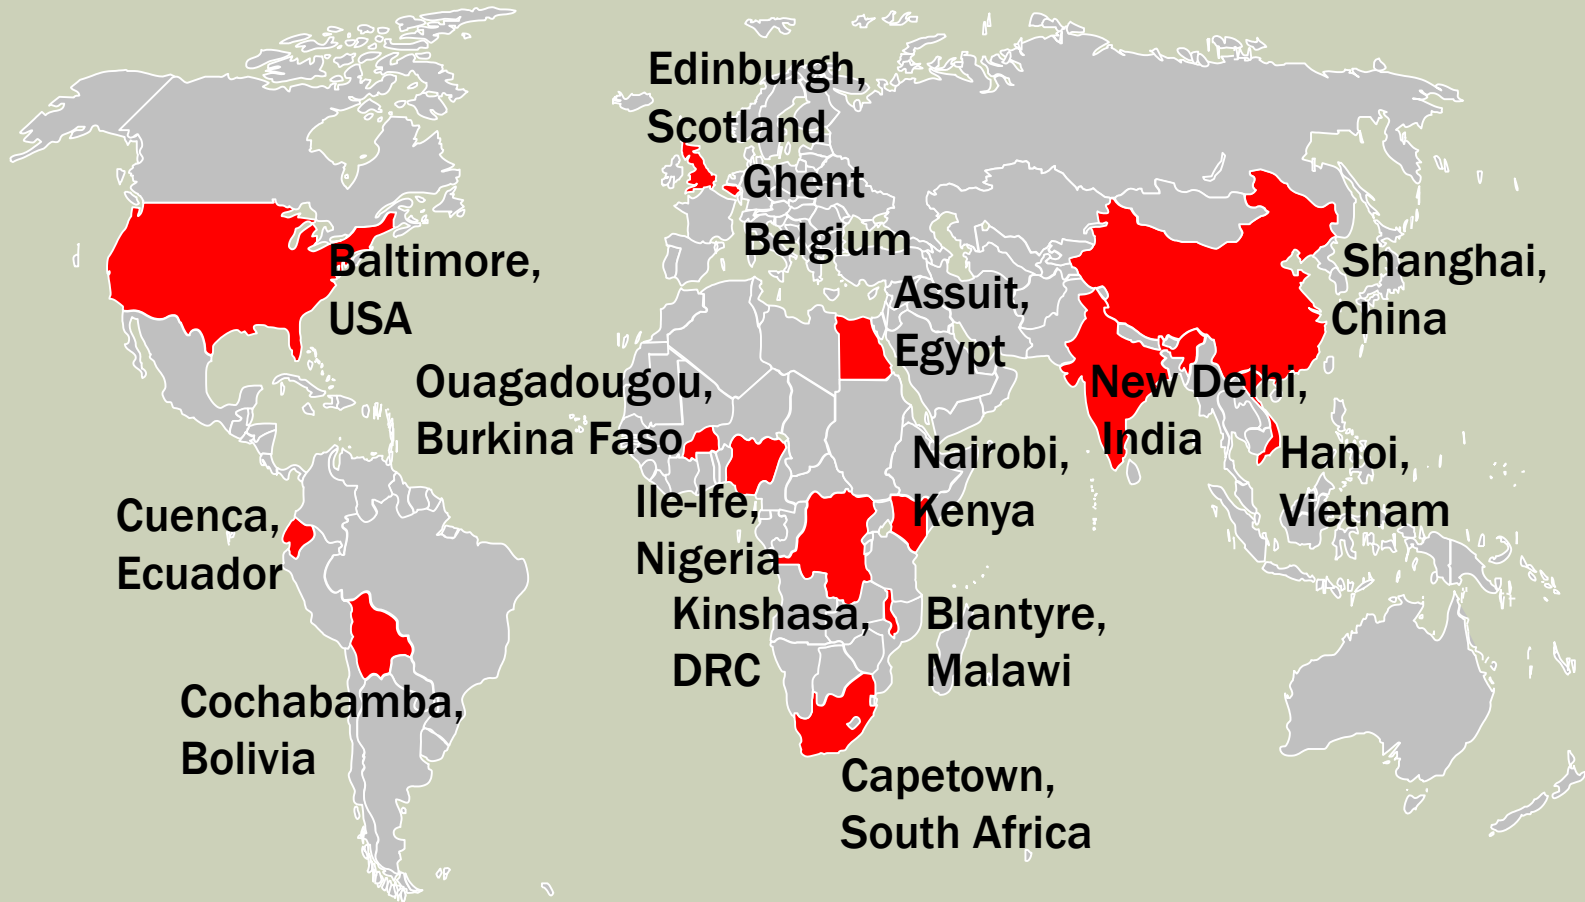 Edinburgh,
Scotland
Ghent
Belgium
Baltimore,
USA
Assuit,
Egypt
Shanghai,
China
Ouagadougou,
Burkina Faso
New Delhi,
India
Nairobi,
Kenya
Hanoi,
Vietnam
Ile-Ife,
Nigeria
Cuenca,
Ecuador
Kinshasa,
DRC
Blantyre,
Malawi
Cochabamba,
Bolivia
Capetown,
South Africa